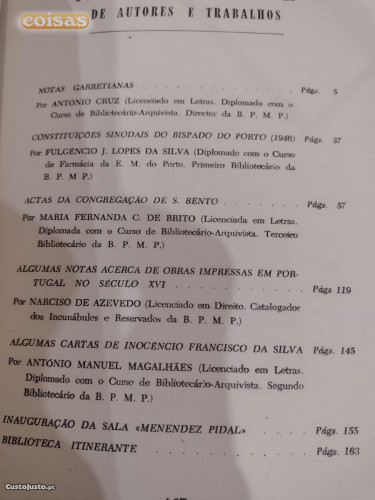 coisas
DE AUTORES E TRABALHOS
NOTAS GARRETIANAS . . . . . . . . . . Págs. 5
Por ANTONIO CRUZ (Licenciado em Letras. Diplomado com o
Curso de Bibliotecário-Arquivista. Director da B. P. M. P.)
CONSTITUIÇÕES SINODAIS DO BISPADO DO PORTO (1946) Págs. 37
Por FULGÊNCIO J. LOPES DA SILVA (Diplomado com o Curso
de Farmácia da E. M. do Porto. Primeiro Bibliotecário da
B. P. M P.)
ACTAS DA CONGREGAÇÃO DE S. BENTO . . . . . Págs. 57
Por MARIA FERNANDA C. DE BRITO (Licenciada em Letras.
Diplomada com o Curso de Bibliotecário-Arquivista. Terceiro
Bibliotecário da B. P. M P.)
ALGUMAS NOTAS ACERCA DE OBRAS IMPRESSAS EM POR-
TUGAL NO SÉCULO XVI . . . . . . . . . Págs 119
Por NARCISO DE AZEVEDO (Licenciado em Direito. Catalogador
dos Incunábulos e Reservados da B. P. M P.)
ALGUMAS CARTAS DE INOCÊNCIO FRANCISCO DA SILVA Págs. 145
Por ANTÓNIO MANUEL MAGALHÃES (Licenciado em Letras.
Diplomado com o Curso de Bibliotecário-Arquivista. Segundo
Bibliotecário da B. P. M P.)
INAUGURAÇÃO DA SALA «MENENDEZ PIDAL» . . . Págs. 155
BIBLIOTECA ITINERANTE . . . . . . . . . Págs. 163
CustoJusto.pt